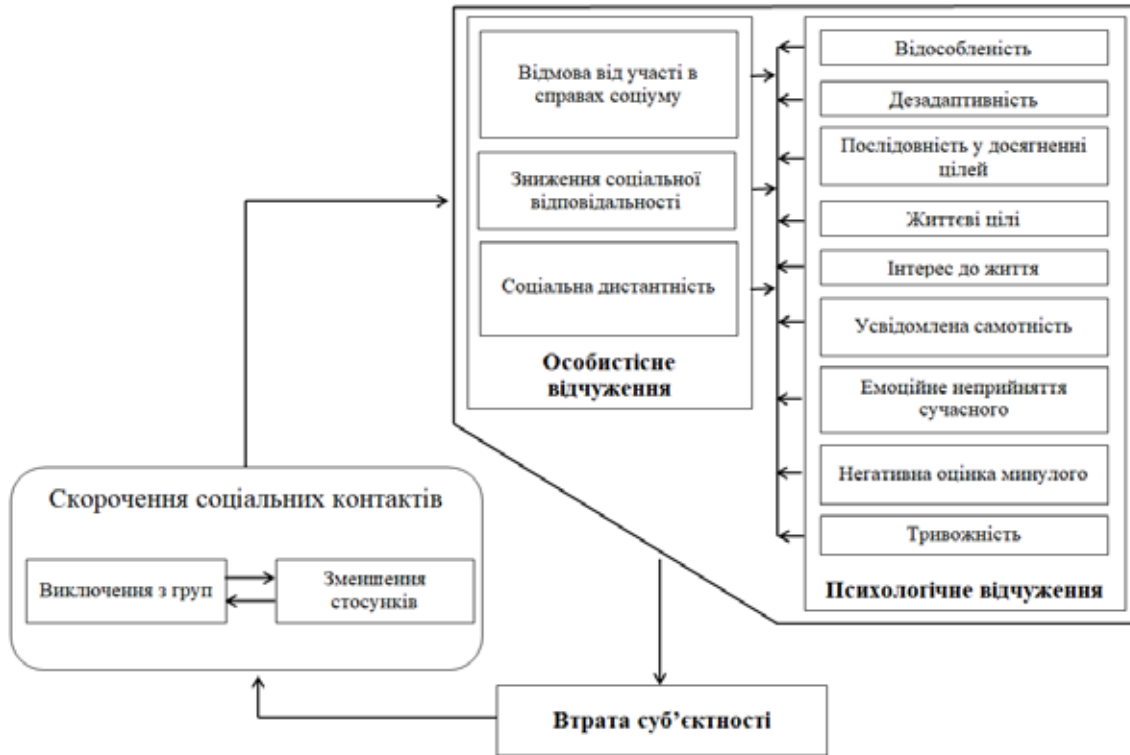 Відмова від участі в
справах соціуму
Зниження соціальної
відповідальності
Соціальна дистантність
Особистісне
відчуження
Відособленість
Дезадаптивність
Послідовність у досягненні
цілей
Життєві цілі
Інтерес до життя
Усвідомлена самотність
Емоційне неприйняття
сучасного
Негативна оцінка минулого
Тривожність
Психологічне відчуження
Скорочення соціальних контактів
Виключення з груп
Зменшення
стосунків
Втрата суб’єктності